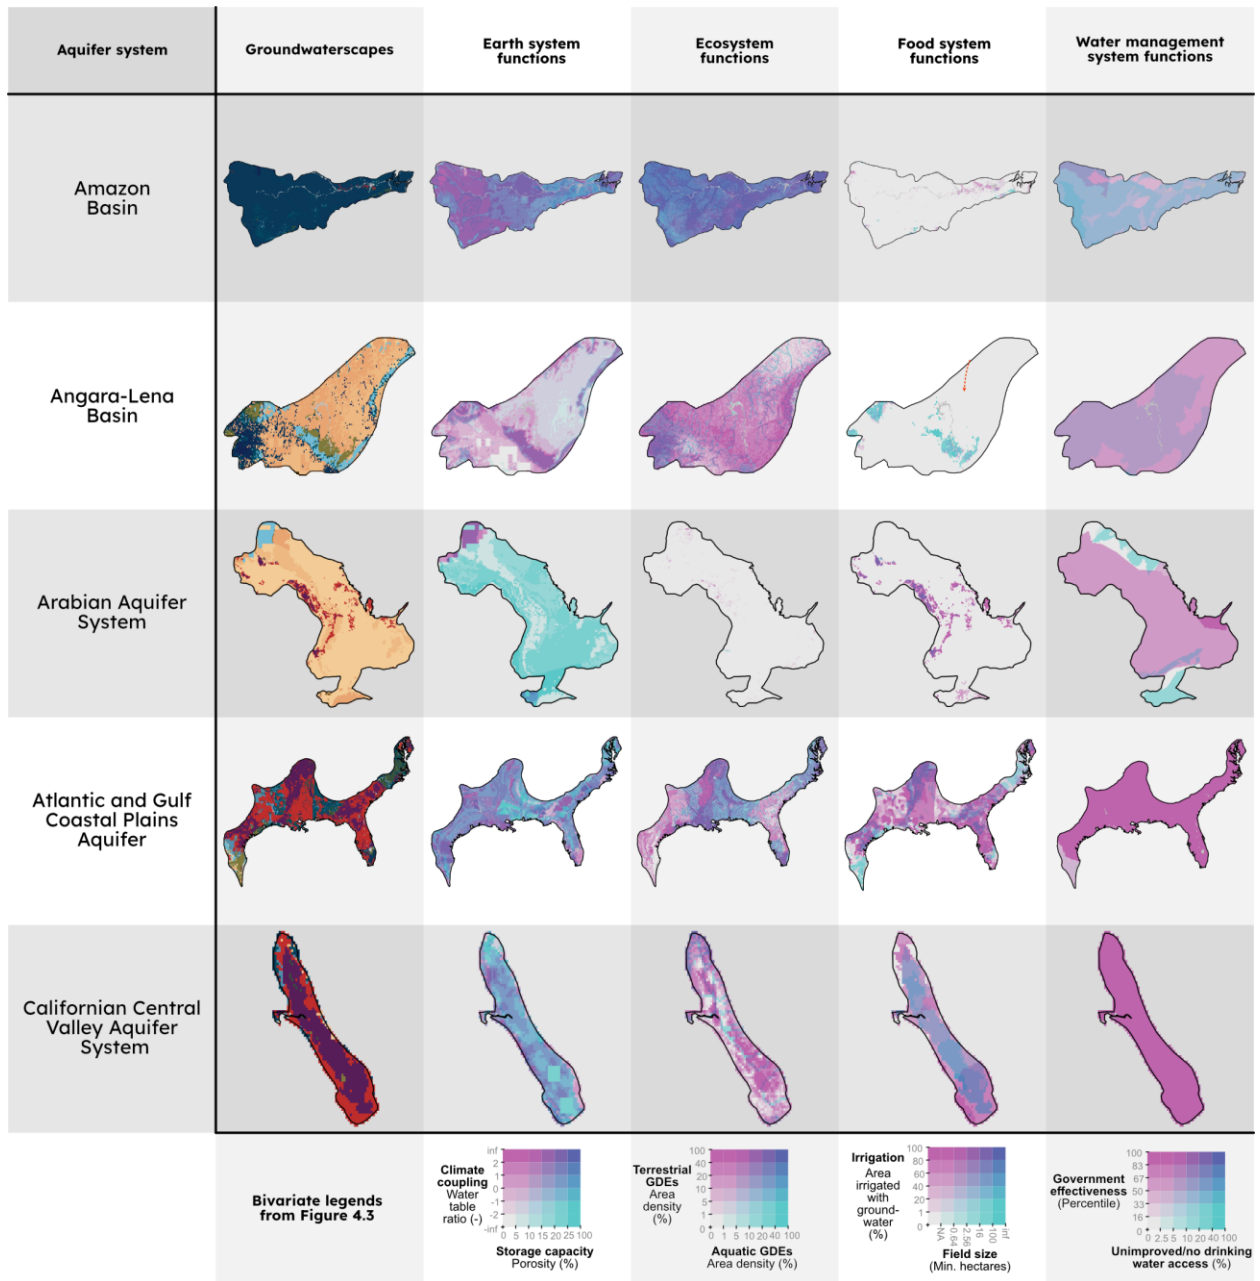 Aquifer system
Groundwaterscapes
Earth system
functions
Ecosystem
functions
Food system
functions
Water management
system functions
Amazon
Basin
Angara-Lena
Basin
Arabian Aquifer
System
Atlantic and Gulf
Coastal Plains
Aquifer
Californian Central
Valley Aquifer
System
Bivariate legends
from Figure 4.3
Climate
coupling
Water
table
ratio (-)
inf
2
1
0
-1
-2
-inf
0 5 10 15 20 25 100
Storage capacity
Porosity (%)
Terrestrial
GDEs
Area
density
(%)
100
40
20
10
5
1
0
0 1 5 10 20 40 100
Aquatic GDEs
Area density (%)
Irrigation
Area
irrigated
with
ground-
water
(%)
100
80
60
40
20
1
0
NA
0.64
2.56
16
100
inf
Field size
(Min. hectares)
Government
effectiveness
(Percentile)
100
83
67
50
33
16
0
0 2.5 5 10 20 40 100
Unimproved/no drinking
water access (%)